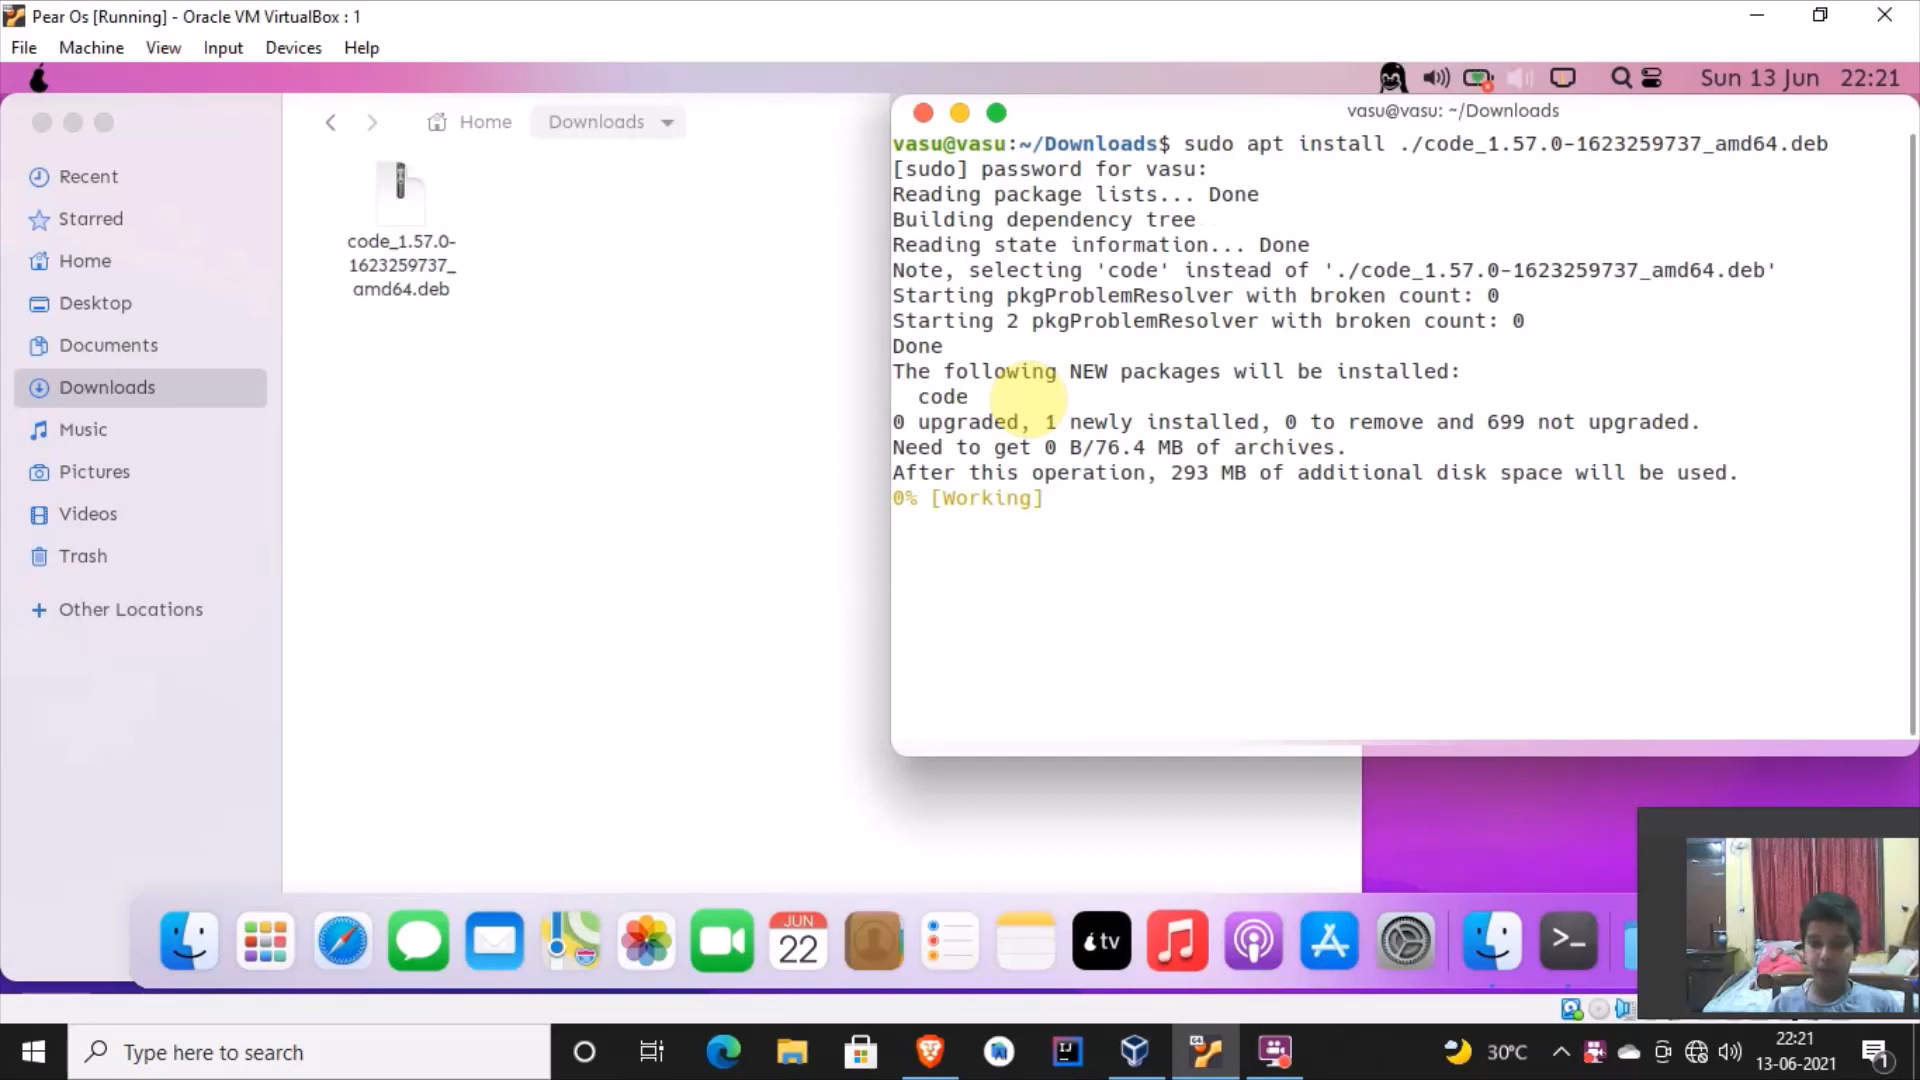 Pear Os [Running] - Oracle VM VirtualBox : 1
File Machine View Input Devices Help
Sun 13 Jun 22:21
Home Downloads
Recent
Starred
Home
Desktop
Documents
Downloads
Music
Pictures
Videos
Trash
+ Other Locations
code_1.57.0-
1623259737_
amd64.deb
vasu@vasu: ~/Downloads
vasu@vasu:~/Downloads$ sudo apt install ./code_1.57.0-1623259737_amd64.deb
[sudo] password for vasu:
Reading package lists... Done
Building dependency tree
Reading state information... Done
Note, selecting 'code' instead of './code_1.57.0-1623259737_amd64.deb'
Starting pkgProblemResolver with broken count: 0
Starting 2 pkgProblemResolver with broken count: 0
Done
The following NEW packages will be installed:
code
0 upgraded, 1 newly installed, 0 to remove and 699 not upgraded.
Need to get 0 B/76.4 MB of archives.
After this operation, 293 MB of additional disk space will be used.
0% [Working]
JUN
22
tv
>_
Type here to search
IJ
64
30°C
22:21
13-06-2021
1